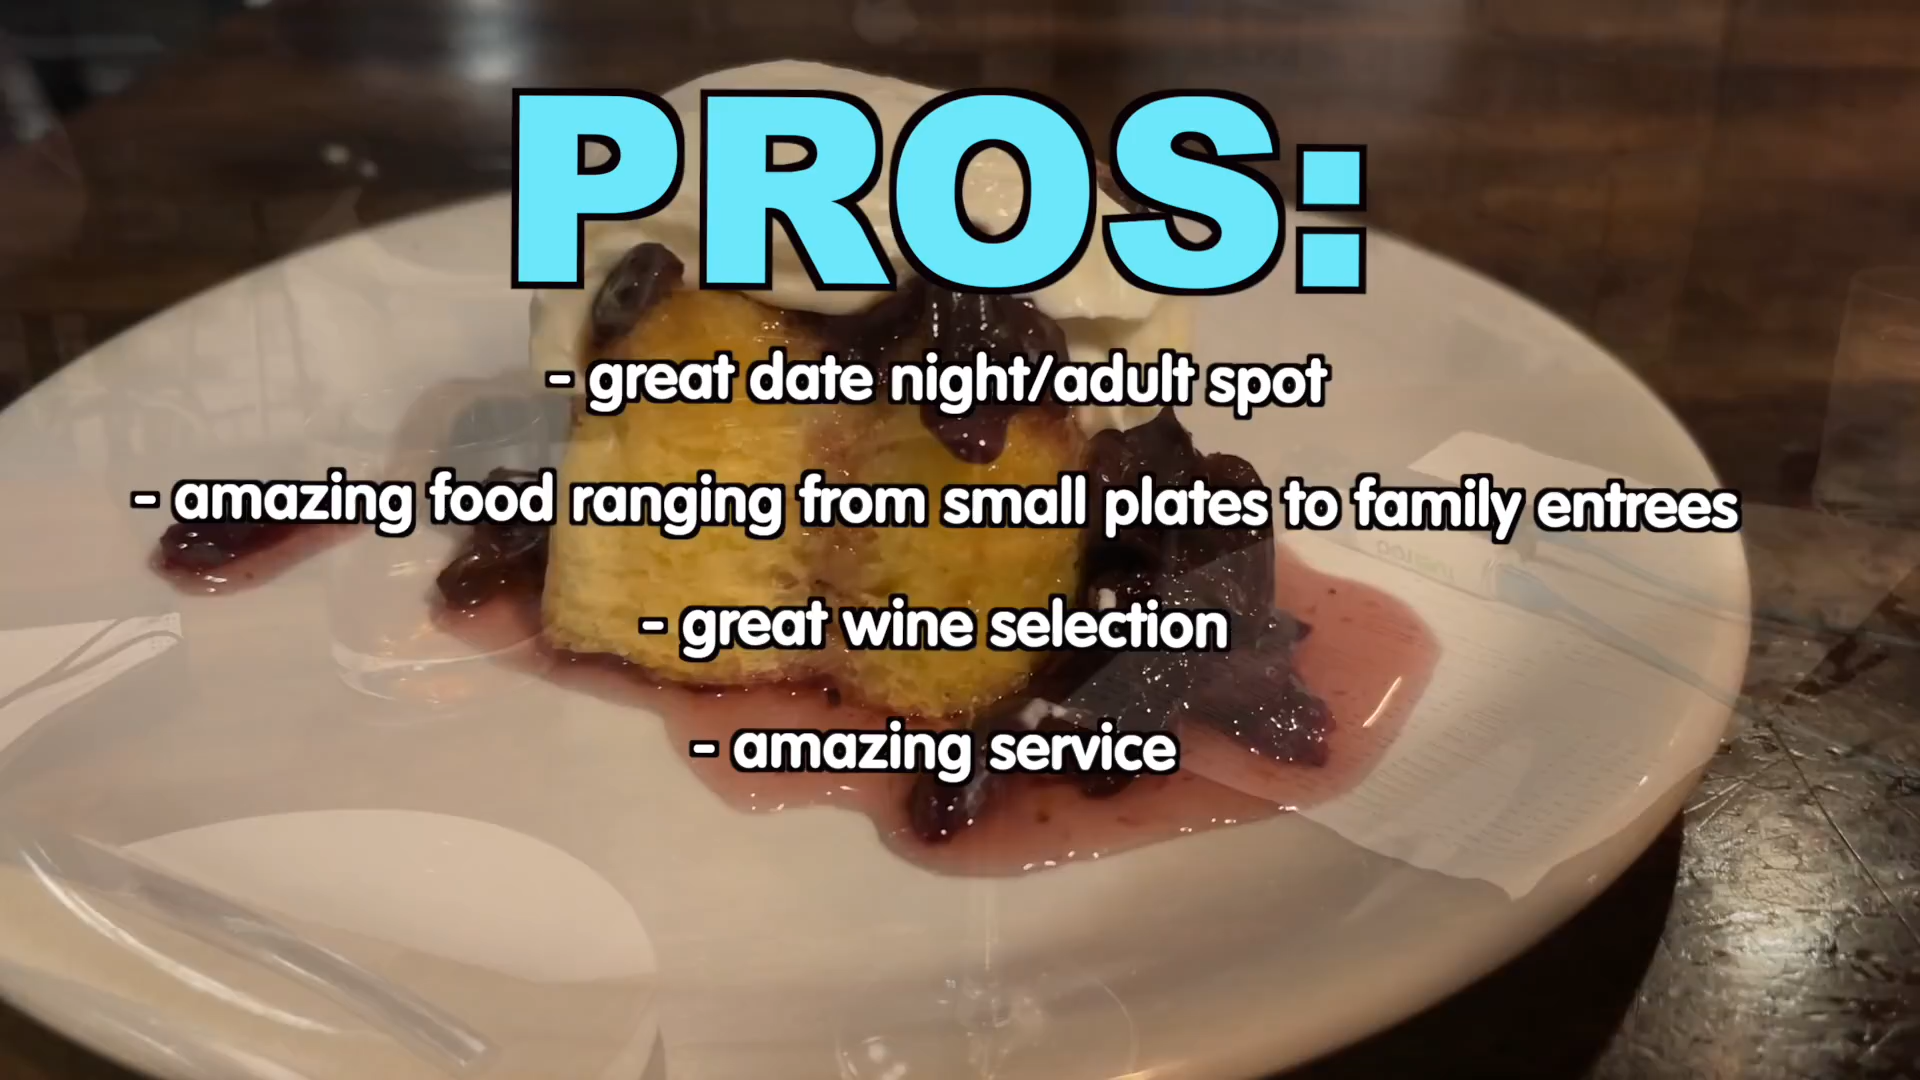 PROS:
- great date night/adult spot
- amazing food ranging from small plates to family entrees
- great wine selection
- amazing service